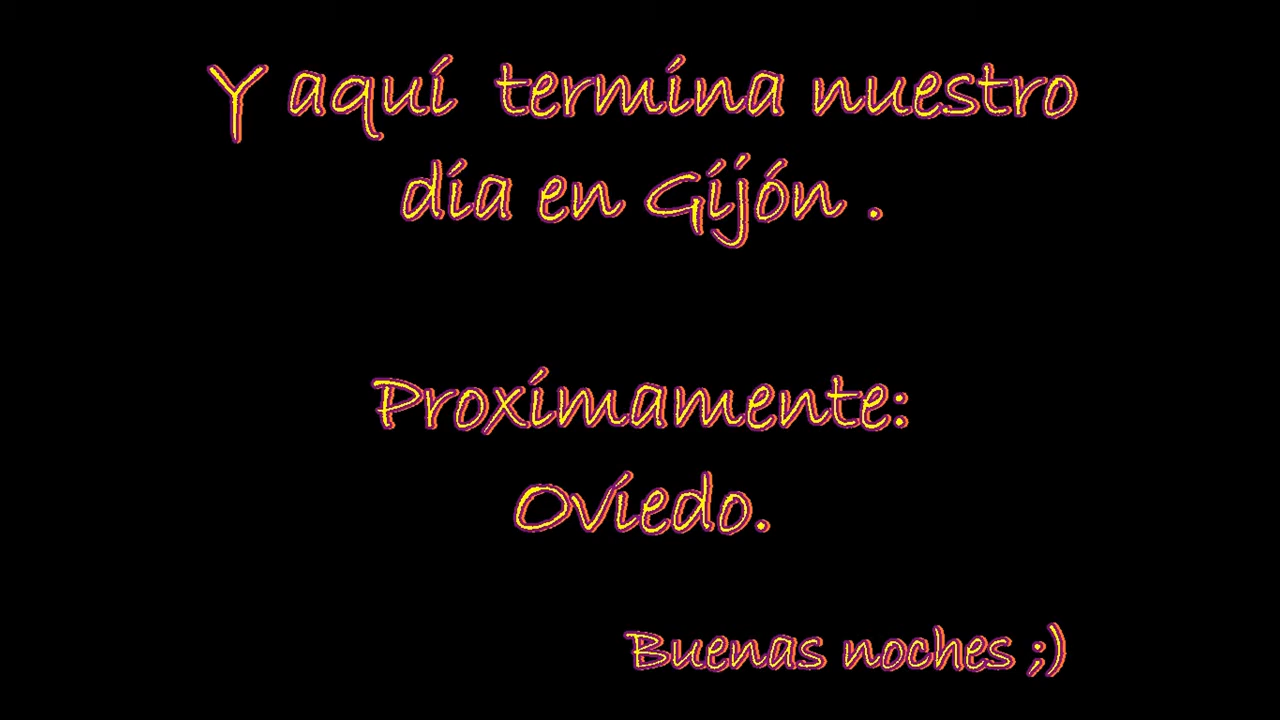 Y aquí termina nuestro
día en Gijón .
Proximamente:
Oviedo.
Buenas noches ;)